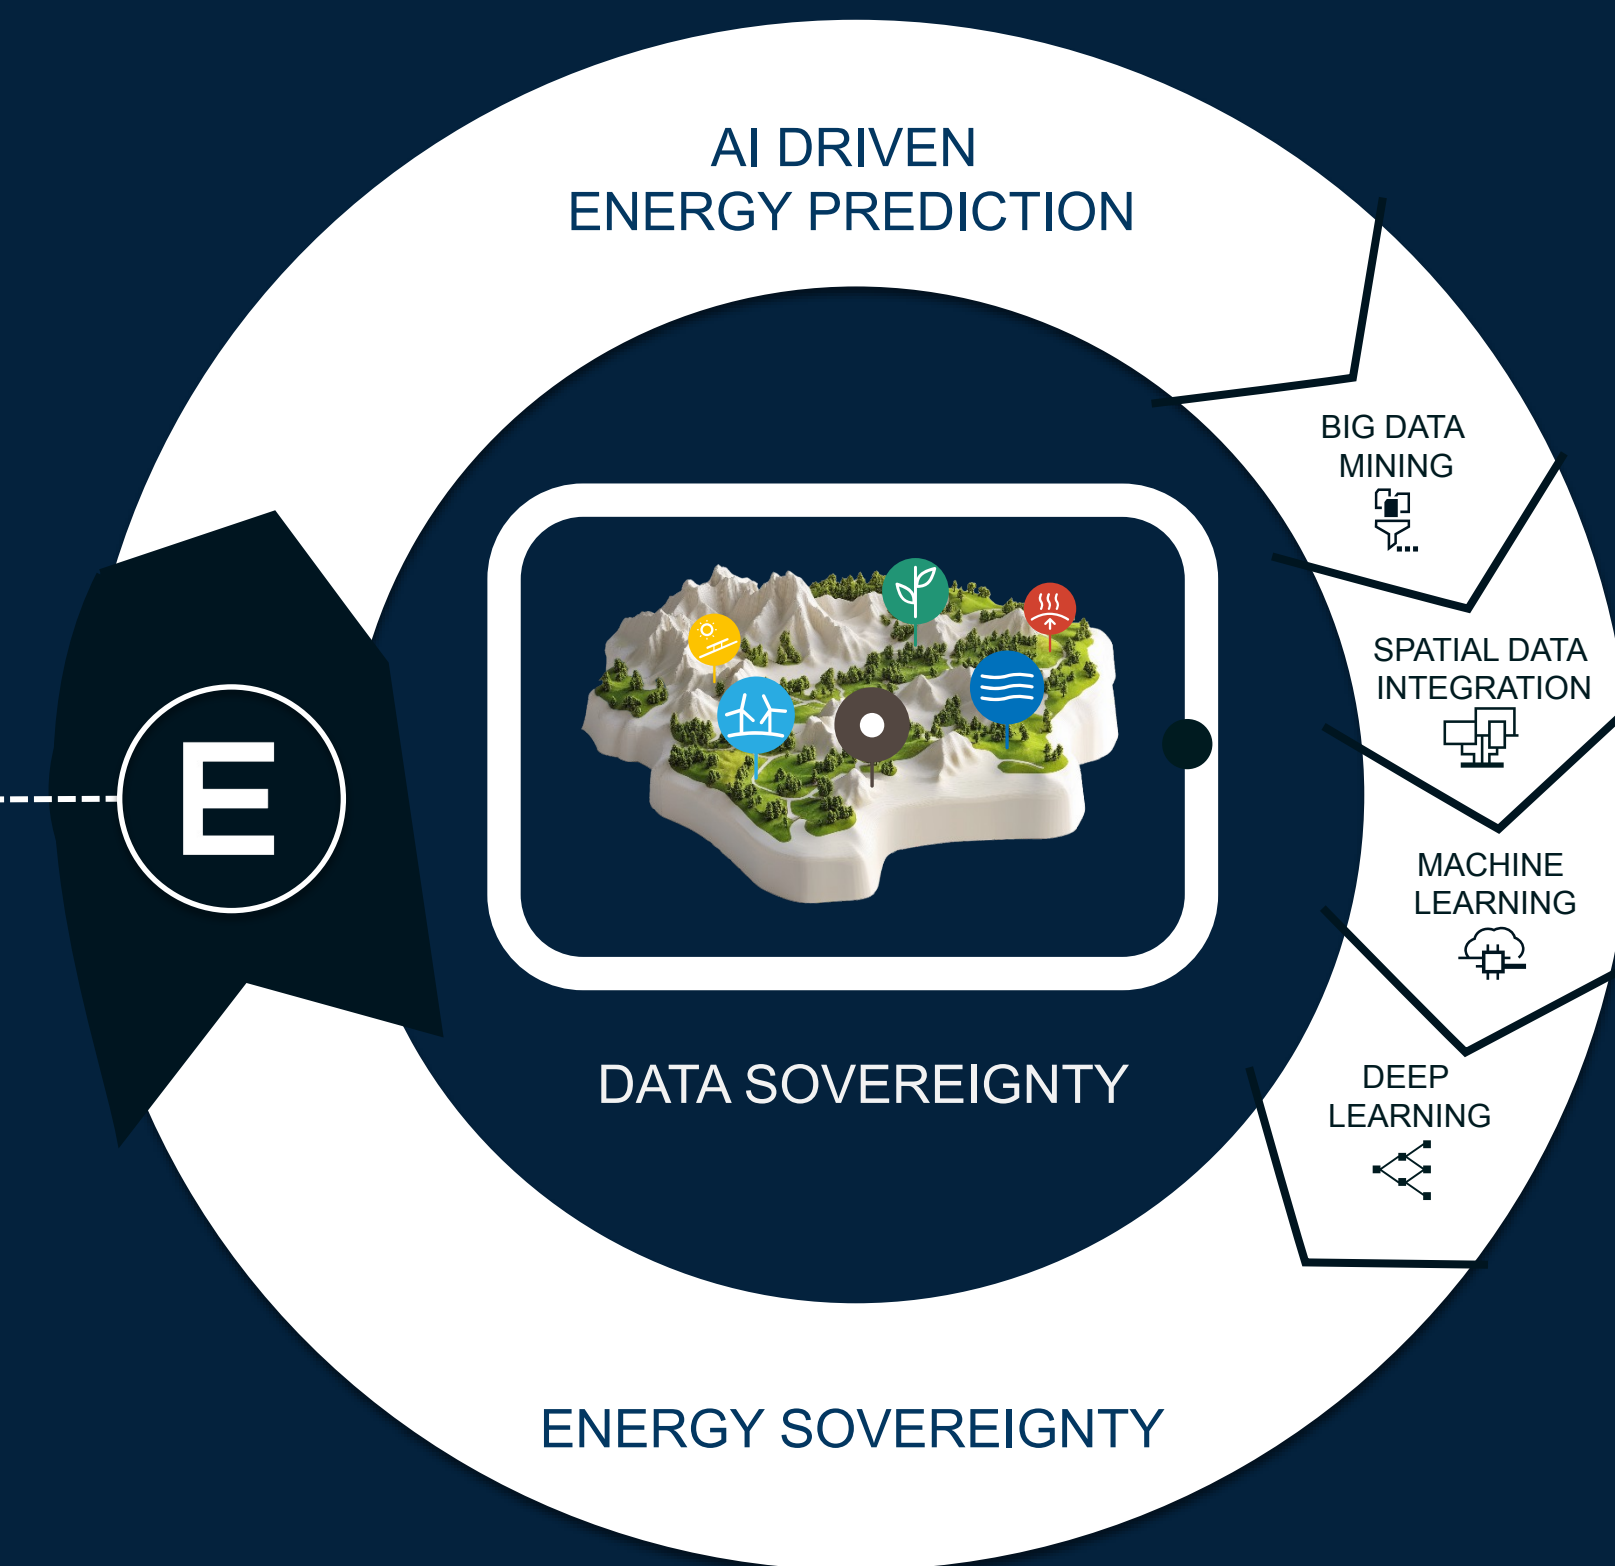 AI DRIVEN
ENERGY PREDICTION
BIG DATA
MINING
SPATIAL DATA
INTEGRATION
MACHINE
LEARNING
DEEP
LEARNING
E
DATA SOVEREIGNTY
ENERGY SOVEREIGNTY